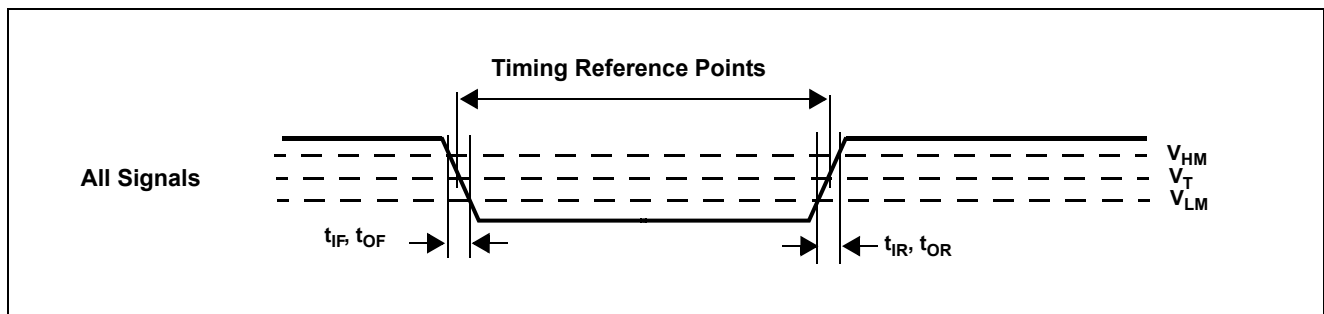 Timing Reference Points
All Signals
V_HM
V_T
V_LM
t_IF, t_OF
t_IR, t_OR